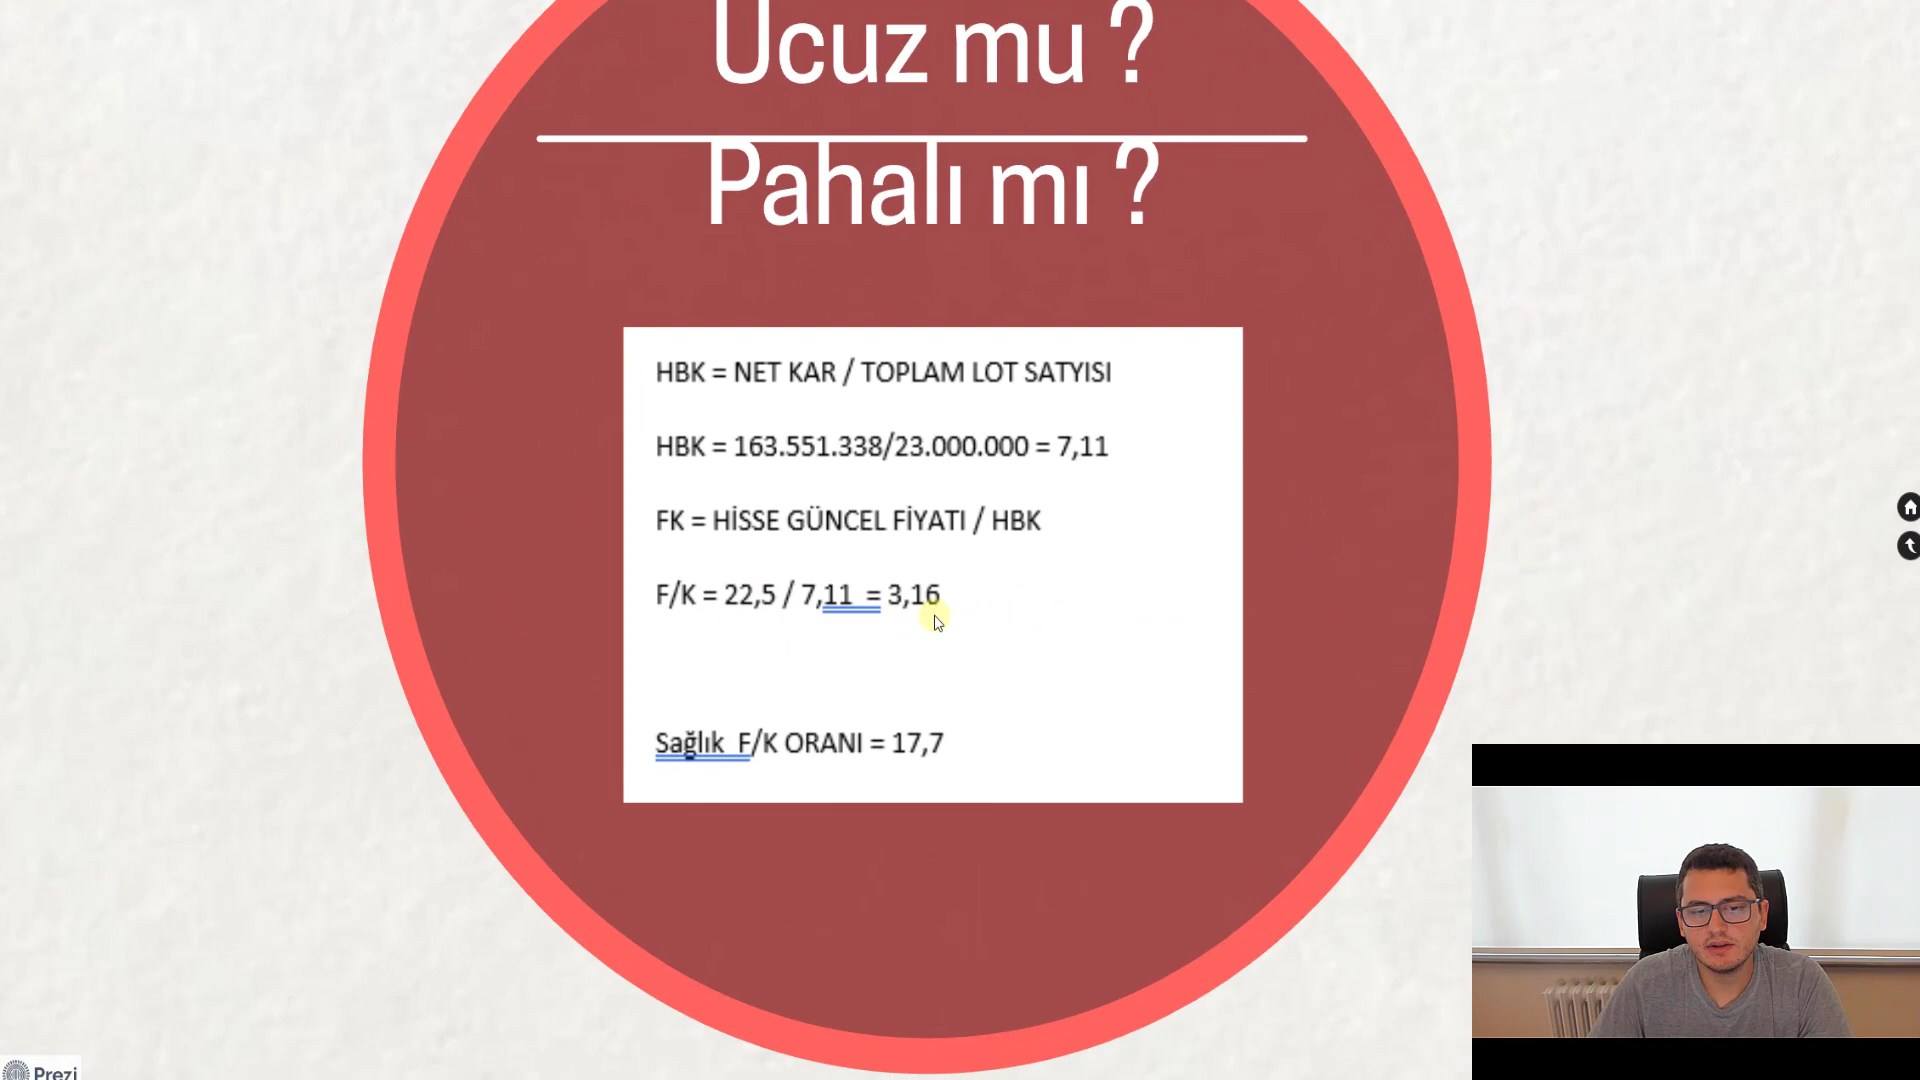 Ucuz mu ?
Pahalı mı ?
HBK = NET KAR / TOPLAM LOT SATYISI
HBK = 163.551.338/23.000.000 = 7,11
FK = HİSSE GÜNCEL FİYATI / HBK
F/K = 22,5 / 7,11 = 3,16
Sağlık F/K ORANI = 17,7
Prezi